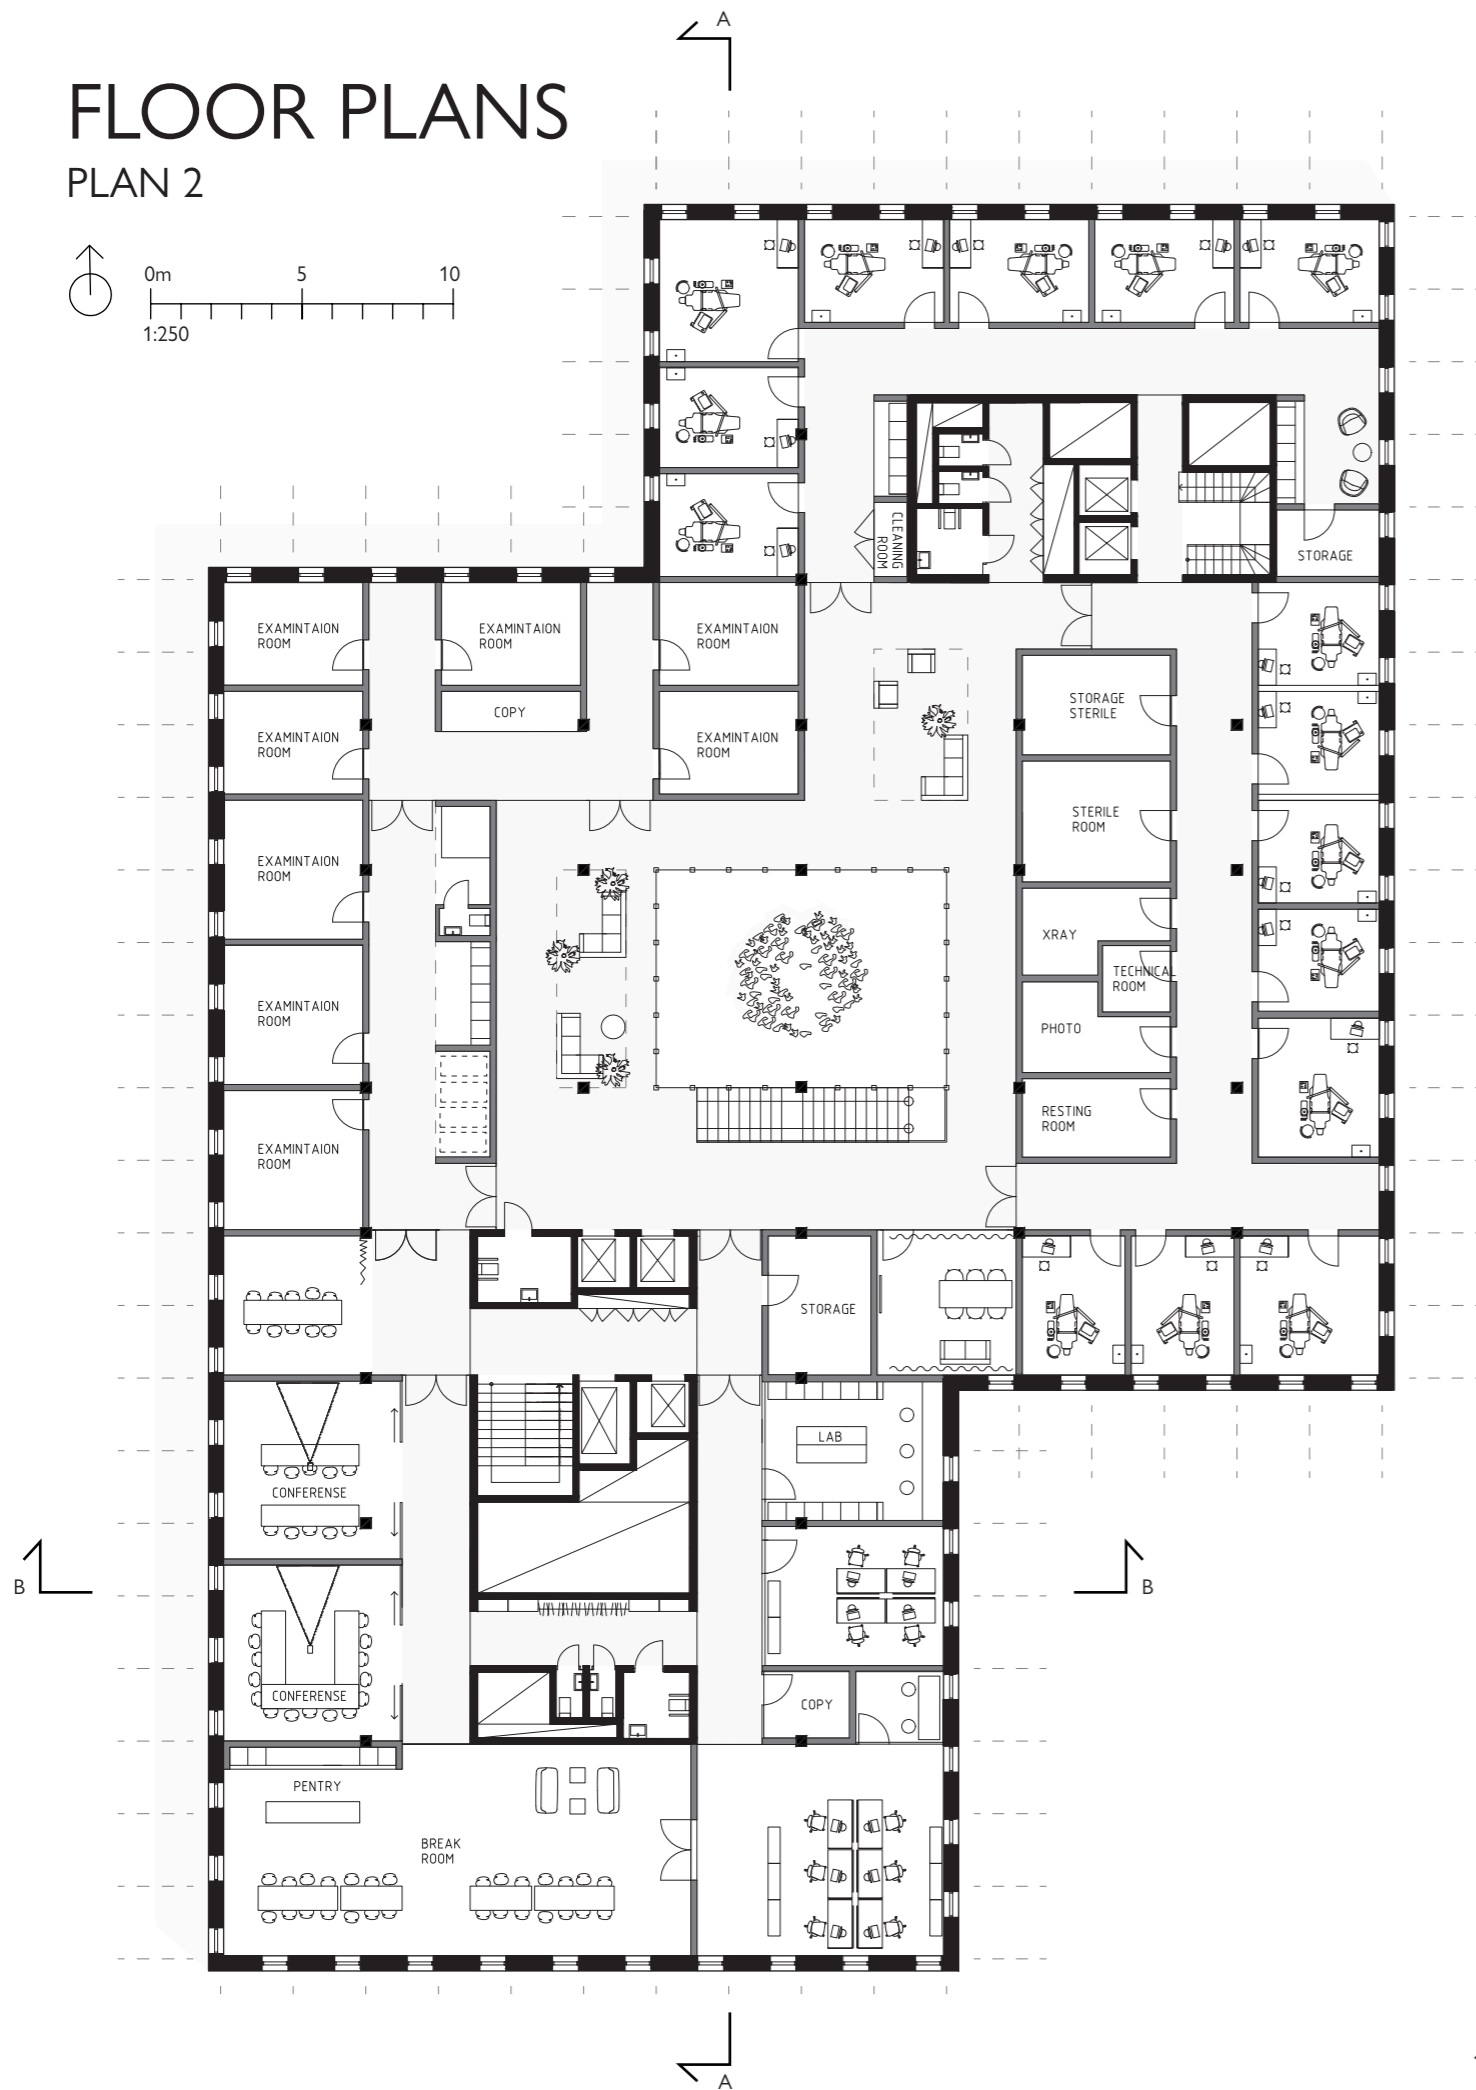 A
FLOOR PLANS
PLAN 2
0m 5 10
1:250
CLEANING
ROOM
STORAGE
EXAMINTAION
ROOM
EXAMINTAION
ROOM
EXAMINTAION
ROOM
COPY
STORAGE
STERILE
EXAMINTAION
ROOM
EXAMINTAION
ROOM
STERILE
ROOM
EXAMINTAION
ROOM
XRAY
TECHNICAL
ROOM
EXAMINTAION
ROOM
PHOTO
RESTING
ROOM
EXAMINTAION
ROOM
STORAGE
LAB
CONFERENSE
B
B
CONFERENSE
COPY
PENTRY
BREAK
ROOM
A